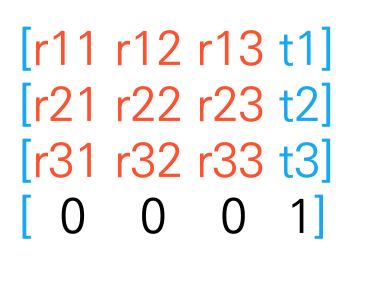 [r11 r12 r13 t1]
[r21 r22 r23 t2]
[r31 r32 r33 t3]
[ 0 0 0 1]